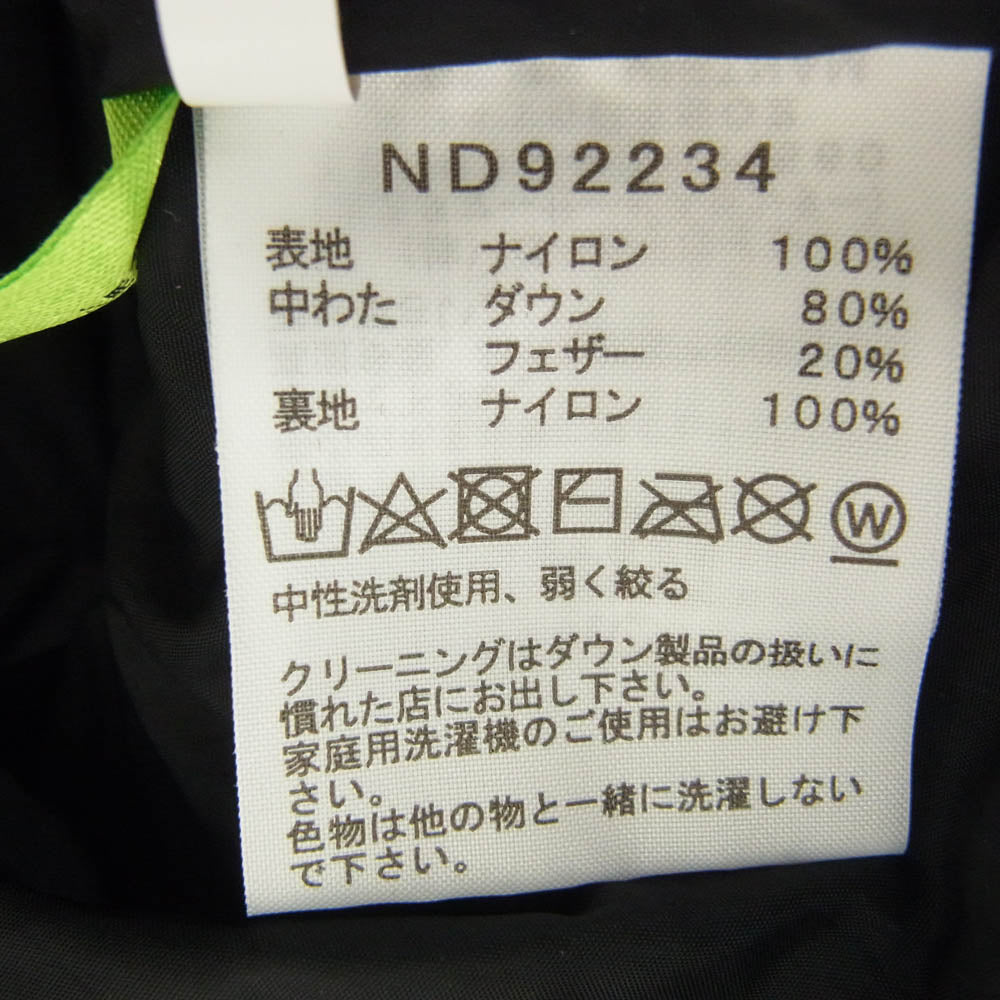 ND92234
表地 ナイロン 100%
中わた ダウン 80%
フェザー 20%
裏地 ナイロン 100%
W
中性洗剤使用、弱く絞る
クリーニングはダウン製品の扱いに
慣れた店にお出し下さい。
家庭用洗濯機のご使用はお避け下
さい。
色物は他の物と一緒に洗濯しない
で下さい。